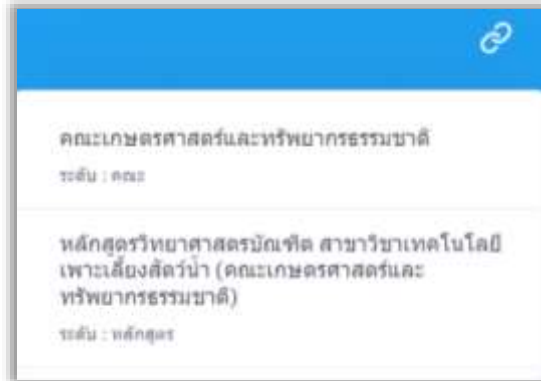 คณะเกษตรศาสตร์และทรัพยากรธรรมชาติ
ระดับ : คณะ
หลักสูตรวิทยาศาสตรบัณฑิต สาขาวิชาเทคโนโลยี
เพาะเลี้ยงสัตว์น้ำ (คณะเกษตรศาสตร์และ
ทรัพยากรธรรมชาติ)
ระดับ : หลักสูตร